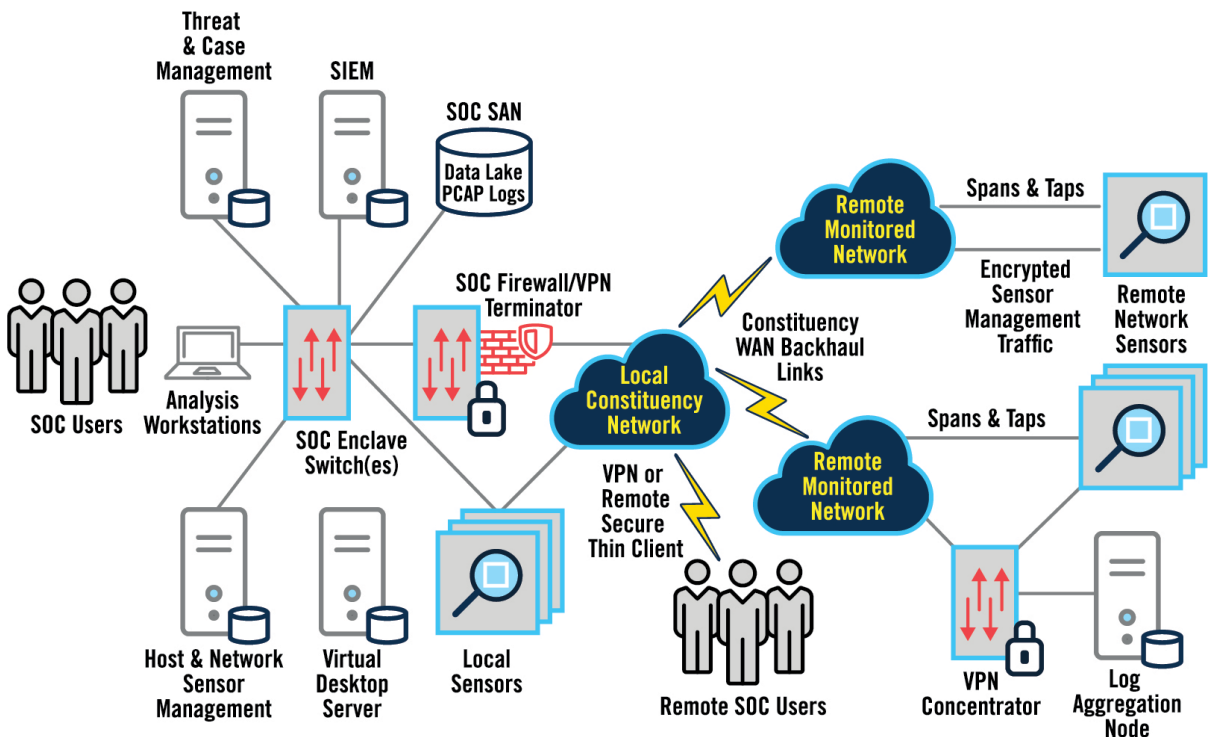 Threat
& Case
Management
SIEM
SOC SAN
Data Lake
PCAP Logs
Remote
Monitored
Network
Spans & Taps
Encrypted
Sensor
Management
Traffic
Remote
Network
Sensors
SOC Firewall/VPN
Terminator
Constituency
WAN Backhaul
Links
Local
Constituency
Network
SOC Users
Analysis
Workstations
SOC Enclave
Switch(es)
Spans & Taps
Remote
Monitored
Network
VPN or
Remote
Secure
Thin Client
Host & Network
Sensor
Management
Virtual
Desktop
Server
Local
Sensors
Remote SOC Users
VPN
Concentrator
Log
Aggregation
Node